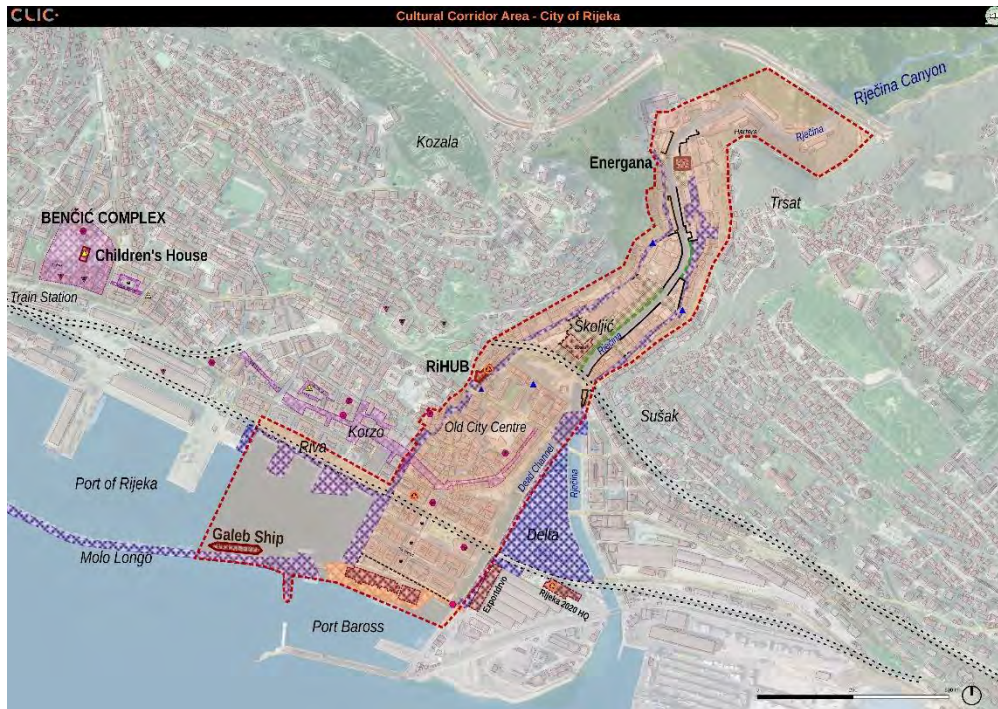 CLIC
Cultural Corridor Area - City of Rijeka
Rječina Canyon
Kozala
Hartera
Rječina
Energana
Trsat
BENČIĆ COMPLEX
Children's House
Train Station
Školjić
Rječina
RiHUB
Sušak
Korzo
Old City Centre
Riva
Dead Channel
Rječina
Port of Rijeka
Galeb Ship
Delta
Molo Longo
Exportdrvo
Rijeka 2020 HQ
Port Baross